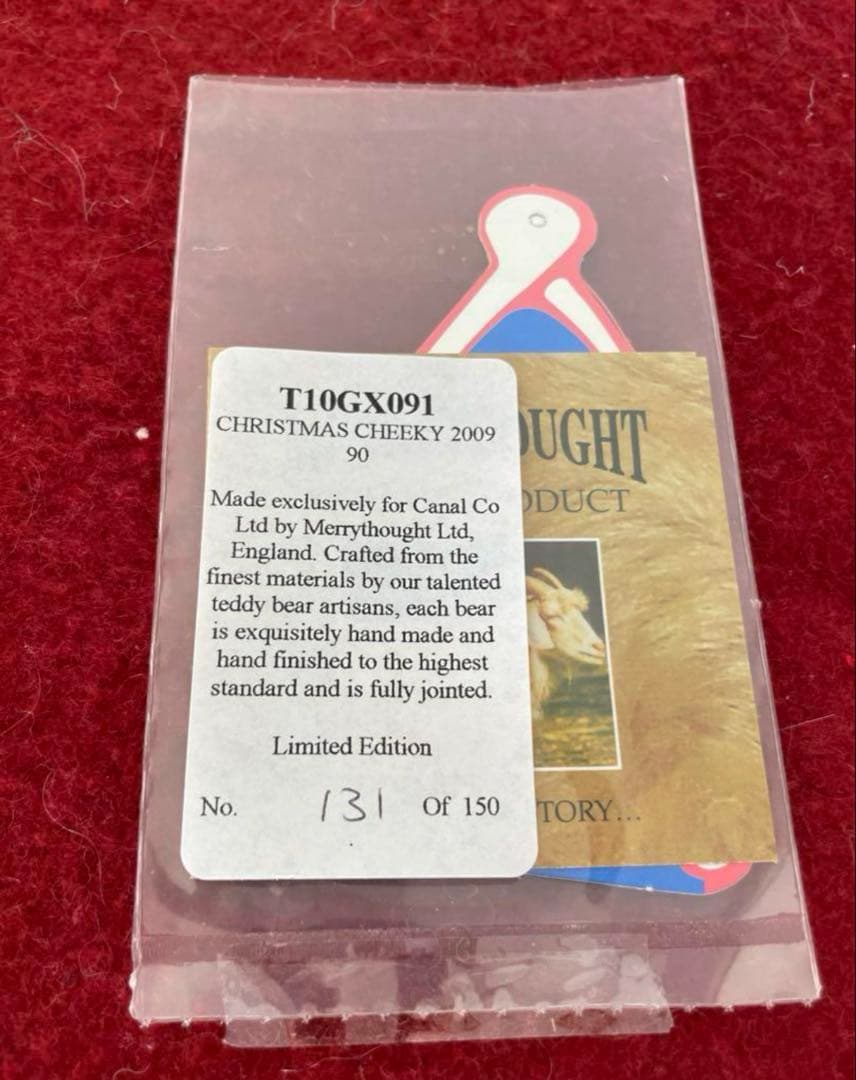 T10GX091
CHRISTMAS CHEEKY 2009
90
Made exclusively for Canal Co
Ltd by Merrythought Ltd,
England. Crafted from the
finest materials by our talented
teddy bear artisans, each bear
is exquisitely hand made and
hand finished to the highest
standard and is fully jointed.
Limited Edition
No. 131 Of 150
OUGHT
ODUCT
TORY...